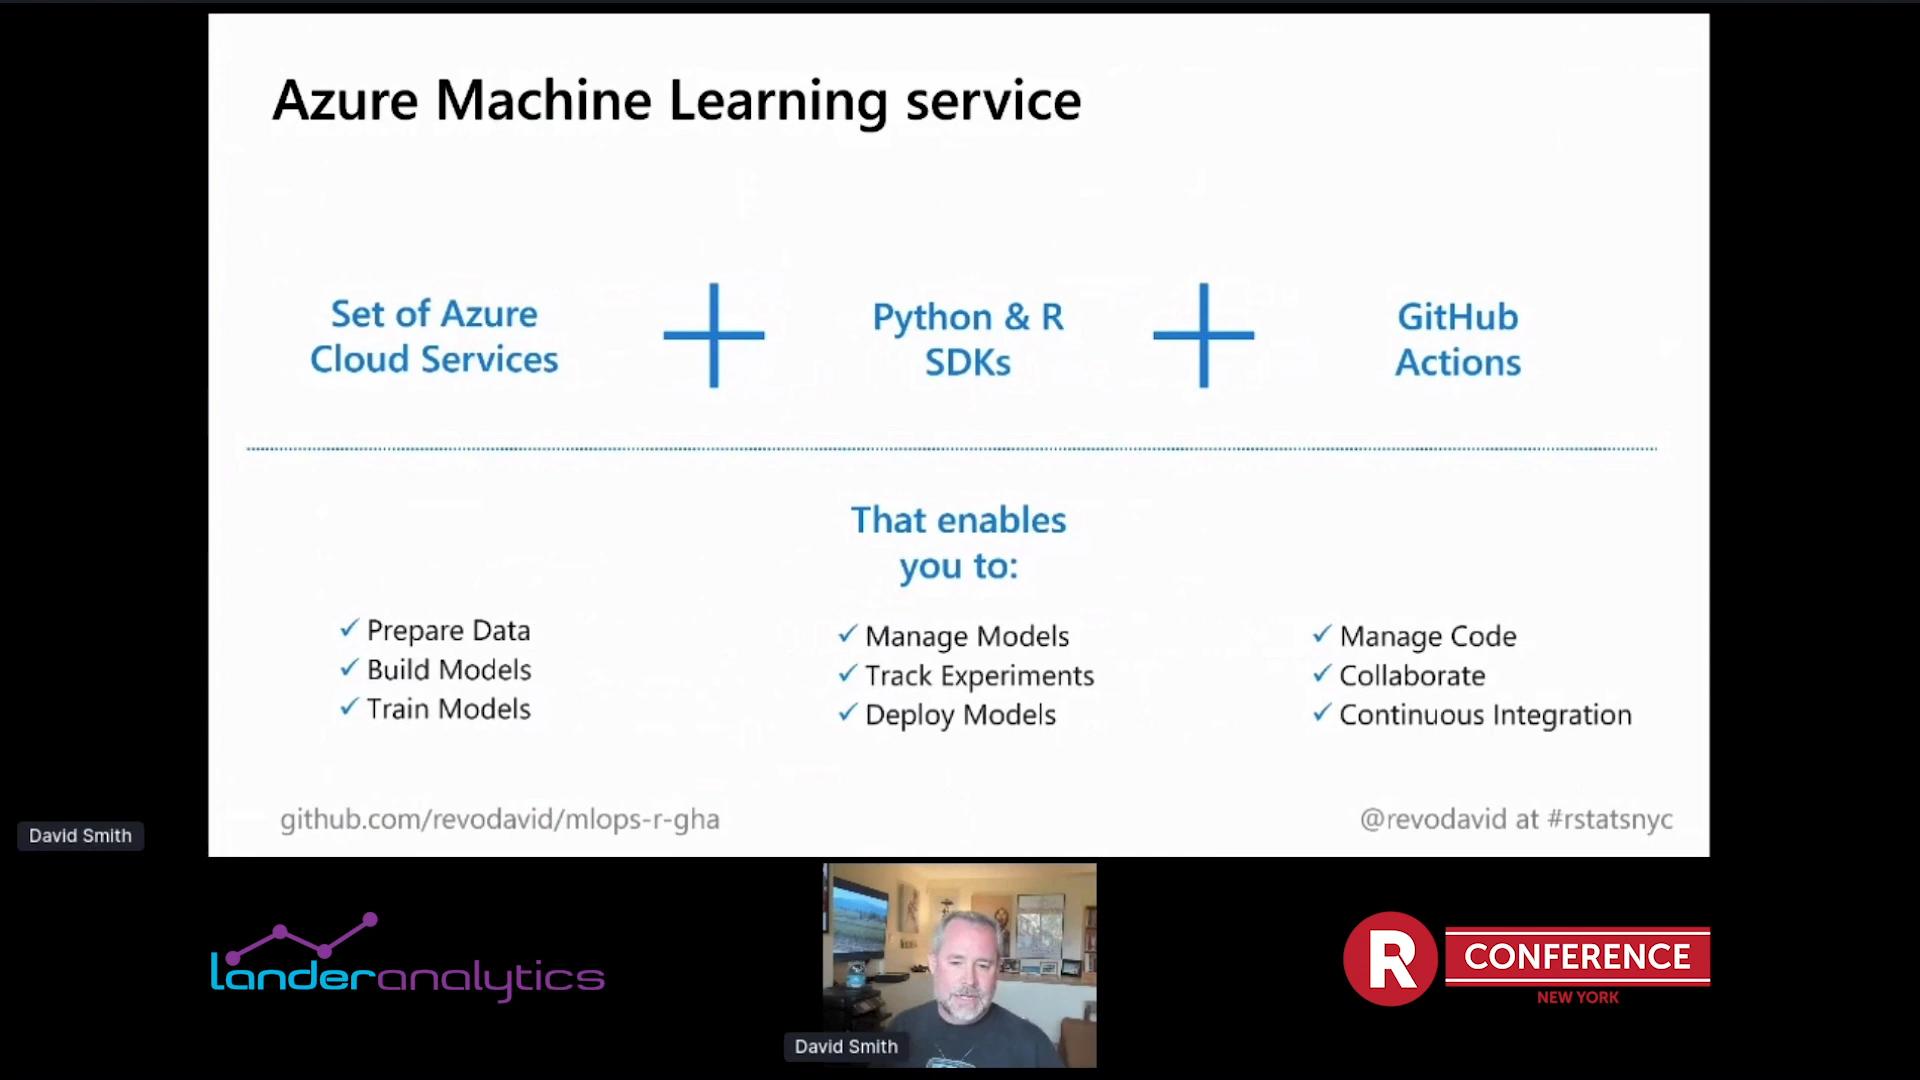 Azure Machine Learning service
Set of Azure
Cloud Services
Python & R
SDKs
GitHub
Actions
That enables
you to:
✓ Prepare Data
✓ Build Models
✓ Train Models
✓ Manage Models
✓ Track Experiments
✓ Deploy Models
✓ Manage Code
✓ Collaborate
✓ Continuous Integration
github.com/revodavid/mlops-r-gha
@revodavid at #rstatsnyc
David Smith
landeranalytics
David Smith
R CONFERENCE
NEW YORK